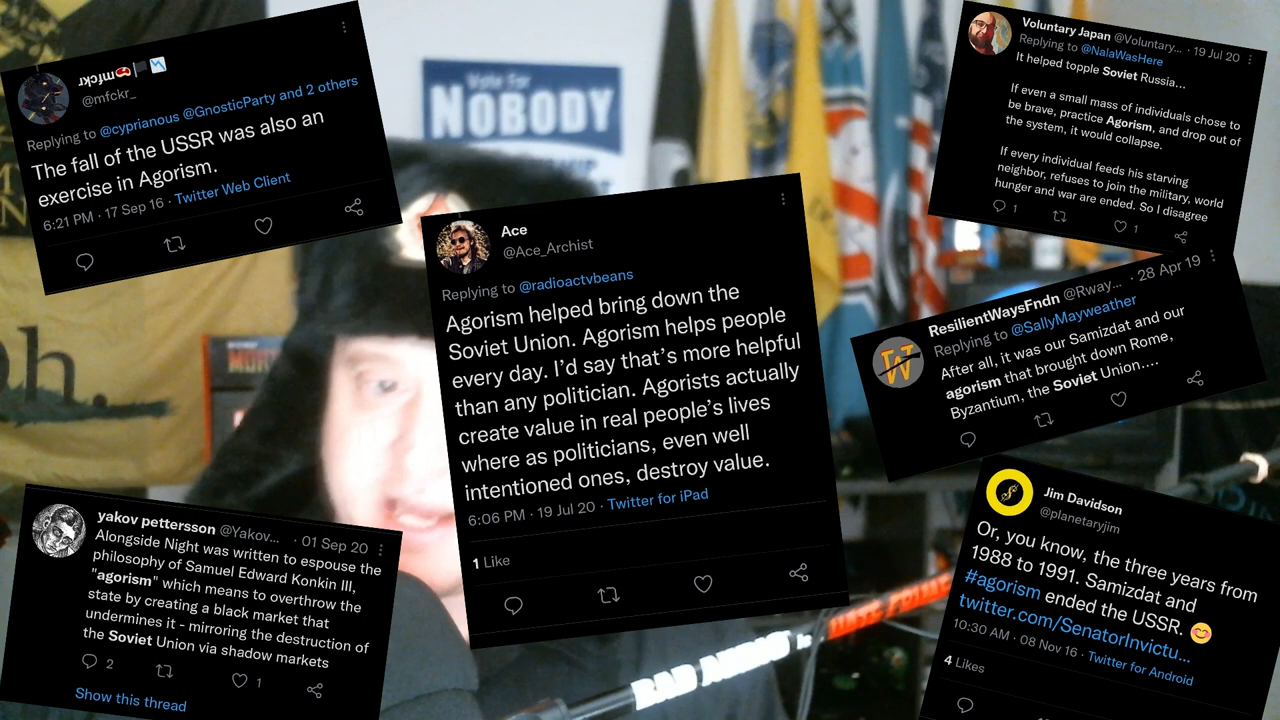 ɹʞɔɟɯ
@mfckr_
Replying to @cyprianous @GnosticParty and 2 others
The fall of the USSR was also an
exercise in Agorism.
6:21 PM · 17 Sep 16 · Twitter Web Client
Vote For
NOBODY
Voluntary Japan @Voluntary... · 19 Jul 20
Replying to @NalaWasHere
It helped topple Soviet Russia...
If even a small mass of individuals chose to
be brave, practice Agorism, and drop out of
the system, it would collapse.
If every individual feeds his starving
neighbor, refuses to join the military, world
hunger and war are ended. So I disagree
1
1
Ace
@Ace_Archist
Replying to @radioactvbeans
Agorism helped bring down the
Soviet Union. Agorism helps people
every day. I'd say that's more helpful
than any politician. Agorists actually
create value in real people's lives
where as politicians, even well
intentioned ones, destroy value.
6:06 PM · 19 Jul 20 · Twitter for iPad
1 Like
ResilientWaysFndn @Rway... · 28 Apr 19
Replying to @SallyMayweather
After all, it was our Samizdat and our
agorism that brought down Rome,
Byzantium, the Soviet Union....
yakov pettersson @Yakov... · 01 Sep 20
Alongside Night was written to espouse the
philosophy of Samuel Edward Konkin III,
"agorism" which means to overthrow the
state by creating a black market that
undermines it - mirroring the destruction of
the Soviet Union via shadow markets
2
1
Show this thread
Jim Davidson
@planetaryjim
Or, you know, the three years from
1988 to 1991. Samizdat and
#agorism ended the USSR. 😊
twitter.com/SenatorInvictu...
10:30 AM · 08 Nov 16 · Twitter for Android
4 Likes